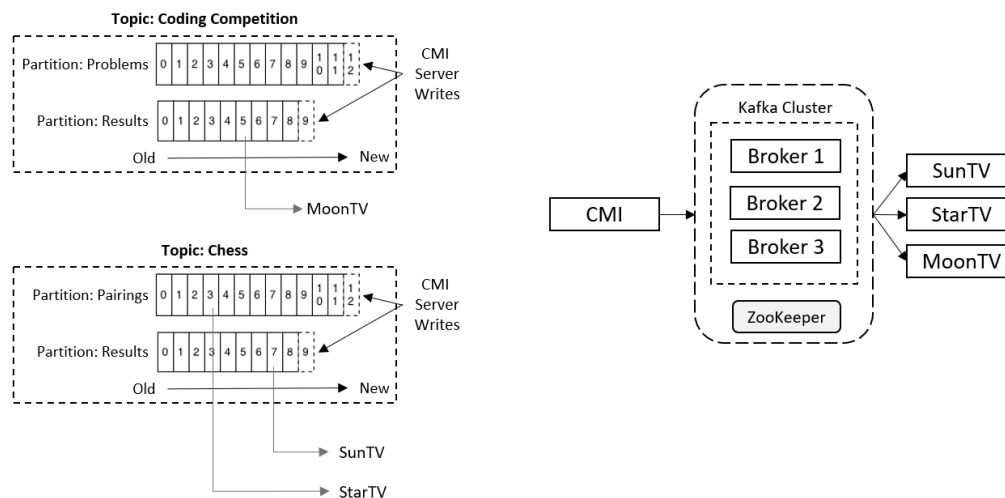 Topic: Coding Competition
Partition: Problems
0 1 2 3 4 5 6 7 8 9 10 11 12
Partition: Results
0 1 2 3 4 5 6 7 8 9
Old New
CMI
Server
Writes
MoonTV
Topic: Chess
Partition: Pairings
0 1 2 3 4 5 6 7 8 9 10 11 12
Partition: Results
0 1 2 3 4 5 6 7 8 9
Old New
CMI
Server
Writes
SunTV
StarTV
CMI
Kafka Cluster
Broker 1
Broker 2
Broker 3
ZooKeeper
SunTV
StarTV
MoonTV